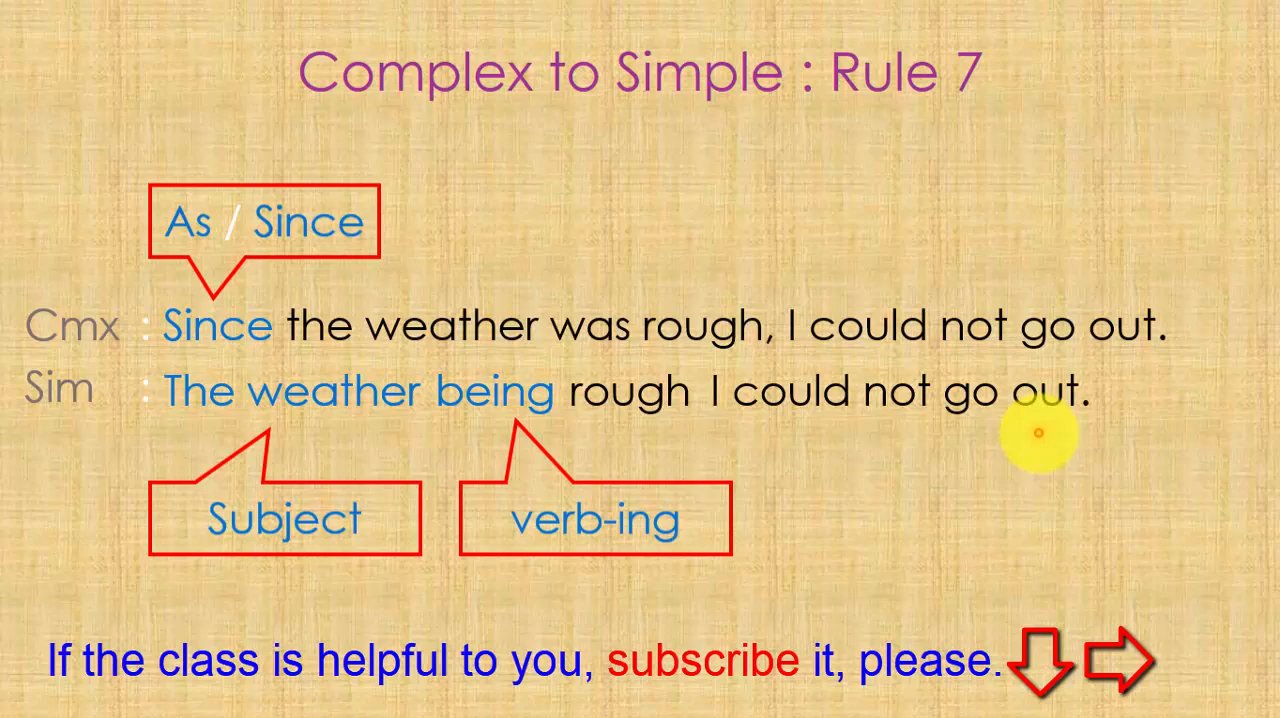 Complex to Simple : Rule 7
As / Since
Cmx : Since the weather was rough, I could not go out.
Sim : The weather being rough I could not go out.
Subject
verb-ing
If the class is helpful to you, subscribe it, please.